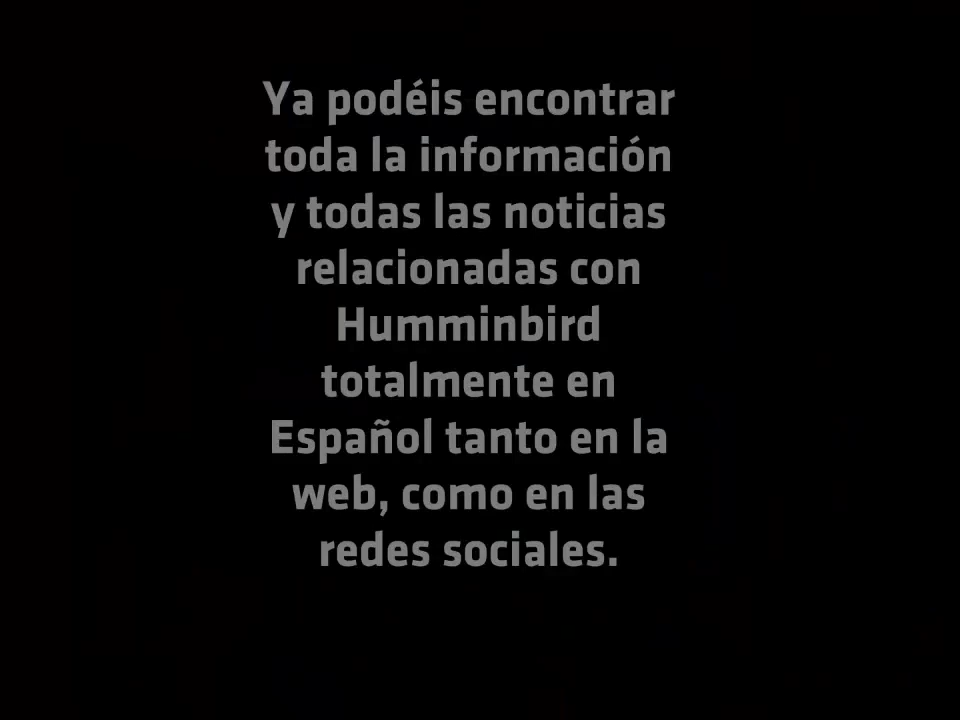 Ya podéis encontrar
toda la información
y todas las noticias
relacionadas con
Humminbird
totalmente en
Español tanto en la
web, como en las
redes sociales.